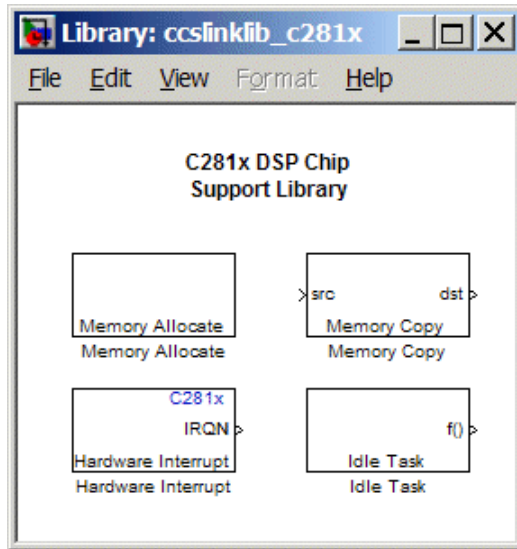 Library: ccslinklib_c281x
File Edit View Format Help
C281x DSP Chip
Support Library
Memory Allocate
Memory Allocate
src dst
Memory Copy
Memory Copy
C281x
IRQN
Hardware Interrupt
Hardware Interrupt
f()
Idle Task
Idle Task